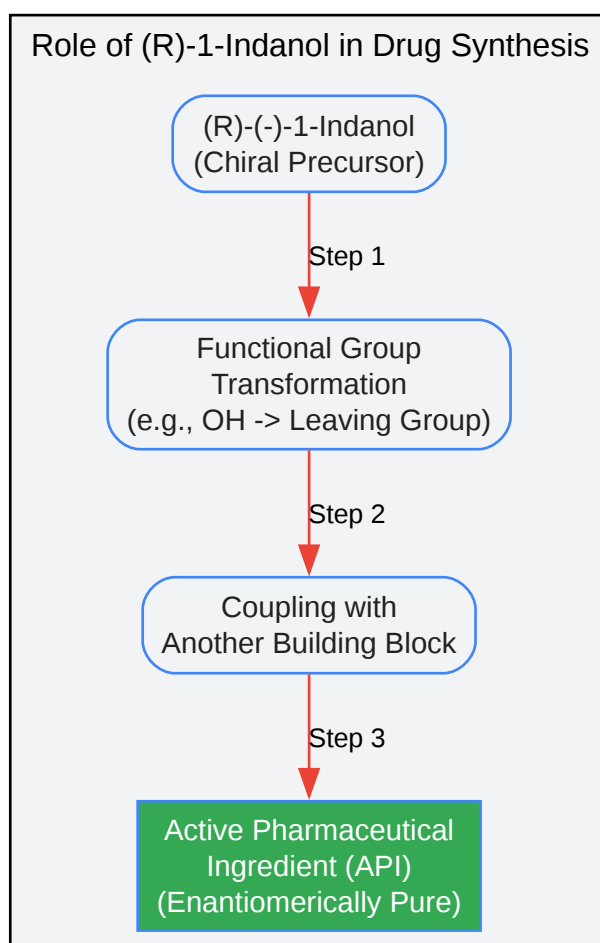 Role of (R)-1-Indanol in Drug Synthesis
(R)-(-)-1-Indanol
(Chiral Precursor)
Step 1
Functional Group
Transformation
(e.g., OH -> Leaving Group)
Step 2
Coupling with
Another Building Block
Step 3
Active Pharmaceutical
Ingredient (API)
(Enantiomerically Pure)